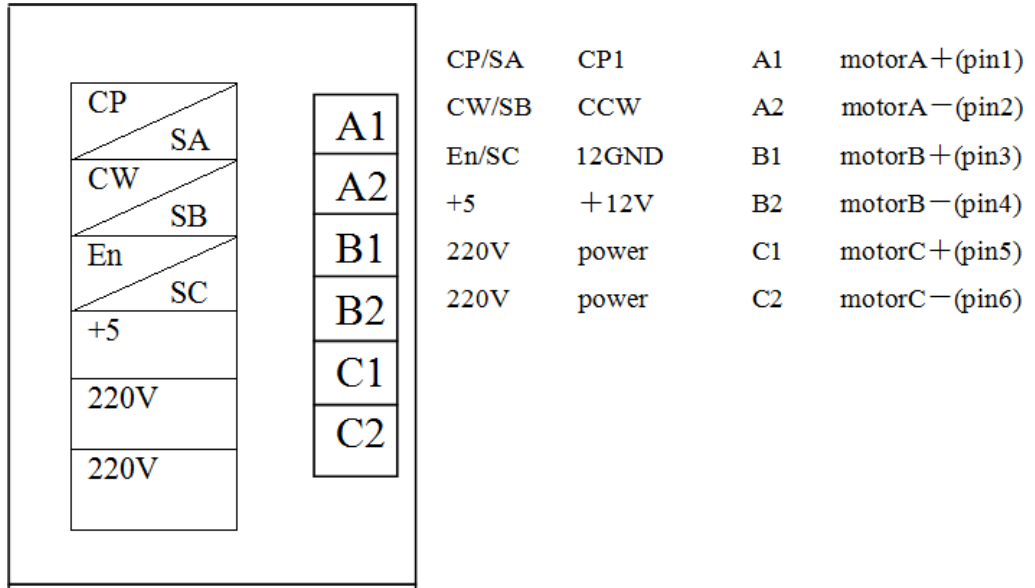 CP
SA
CW
SB
En
SC
+5
220V
220V
A1
A2
B1
B2
C1
C2
CP/SA CP1 A1 motorA＋(pin1)
CW/SB CCW A2 motorA－(pin2)
En/SC 12GND B1 motorB＋(pin3)
+5 ＋12V B2 motorB－(pin4)
220V power C1 motorC＋(pin5)
220V power C2 motorC－(pin6)